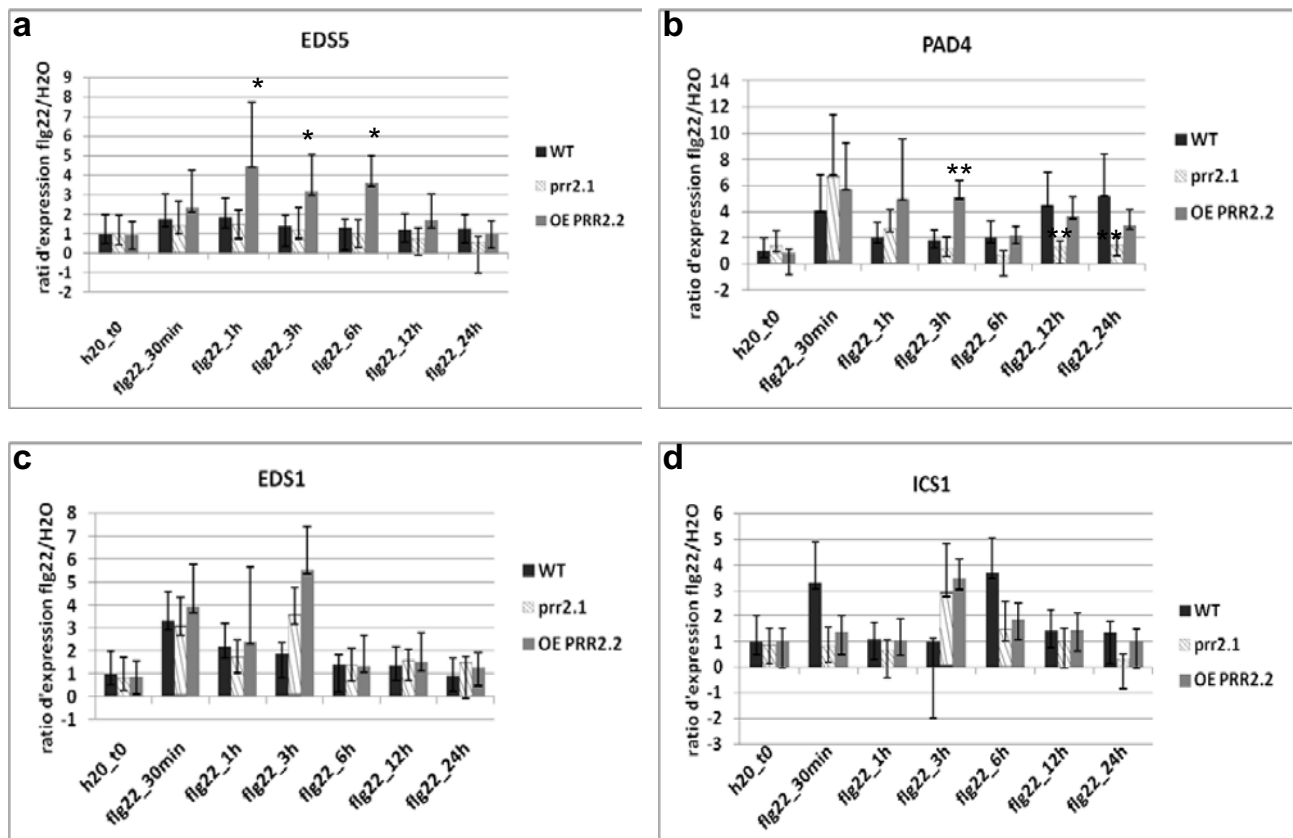 a
EDS5
ratio d'expression flg22/H2O
9
8
7
6
5
4
3
2
1
0
-1
-2
*
*
*
h20_t0
flg22_30min
flg22_1h
flg22_3h
flg22_6h
flg22_12h
flg22_24h
WT
prr2.1
OE PRR2.2
b
PAD4
ratio d'expression flg22/H2O
14
12
10
8
6
4
2
0
-2
**
**
**
h20_t0
flg22_30min
flg22_1h
flg22_3h
flg22_6h
flg22_12h
flg22_24h
WT
prr2.1
OE PRR2.2
c
EDS1
ratio d'expression flg22/H2O
8
7
6
5
4
3
2
1
0
-1
h20_t0
flg22_30min
flg22_1h
flg22_3h
flg22_6h
flg22_12h
flg22_24h
WT
prr2.1
OE PRR2.2
d
ICS1
ratio d'expression flg22/H2O
6
5
4
3
2
1
0
-1
-2
-3
h20_t0
flg22_30min
flg22_1h
flg22_3h
flg22_6h
flg22_12h
flg22_24h
WT
prr2.1
OE PRR2.2